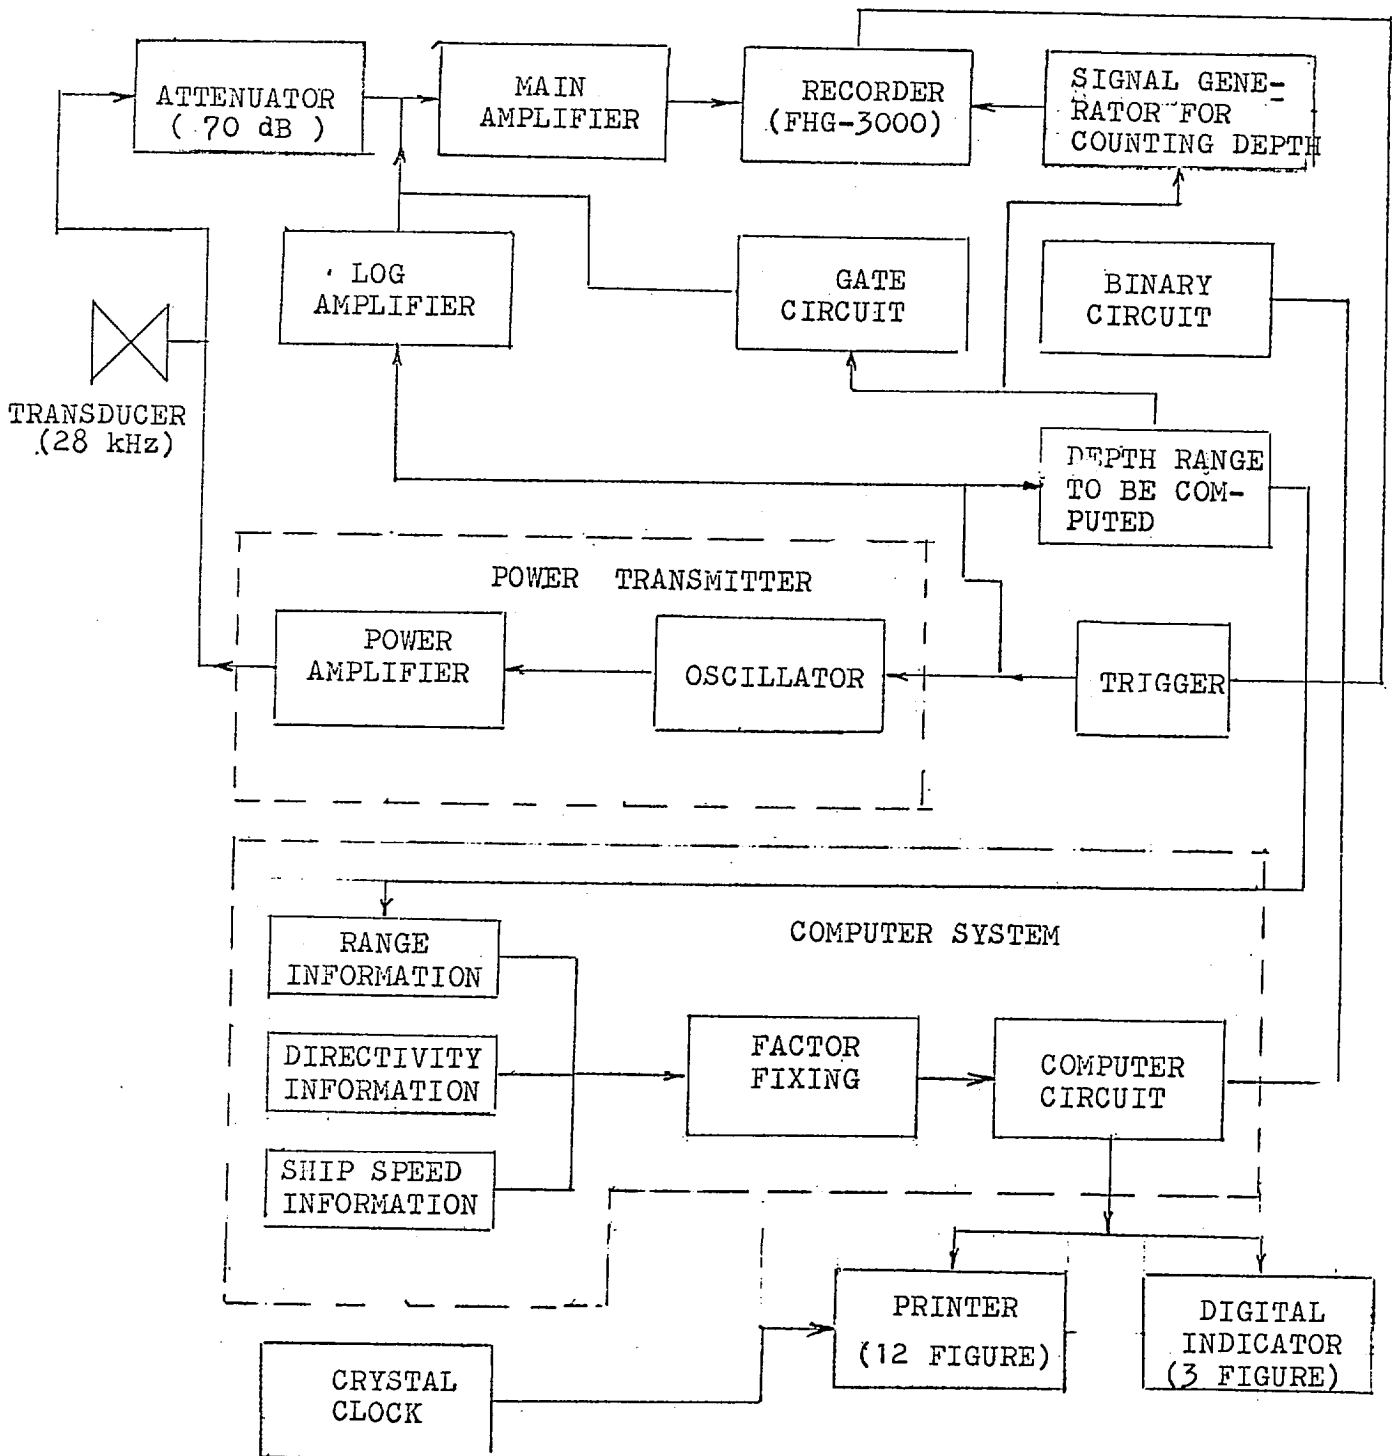 ATTENUATOR
( 70 dB )
MAIN
AMPLIFIER
RECORDER
(FHG-3000)
SIGNAL GENE-
RATOR FOR
COUNTING DEPTH
LOG
AMPLIFIER
GATE
CIRCUIT
BINARY
CIRCUIT
TRANSDUCER
(28 kHz)
DEPTH RANGE
TO BE COM-
PUTED
POWER TRANSMITTER
POWER
AMPLIFIER
OSCILLATOR
TRIGGER
COMPUTER SYSTEM
RANGE
INFORMATION
DIRECTIVITY
INFORMATION
SHIP SPEED
INFORMATION
FACTOR
FIXING
COMPUTER
CIRCUIT
PRINTER
(12 FIGURE)
DIGITAL
INDICATOR
(3 FIGURE)
CRYSTAL
CLOCK